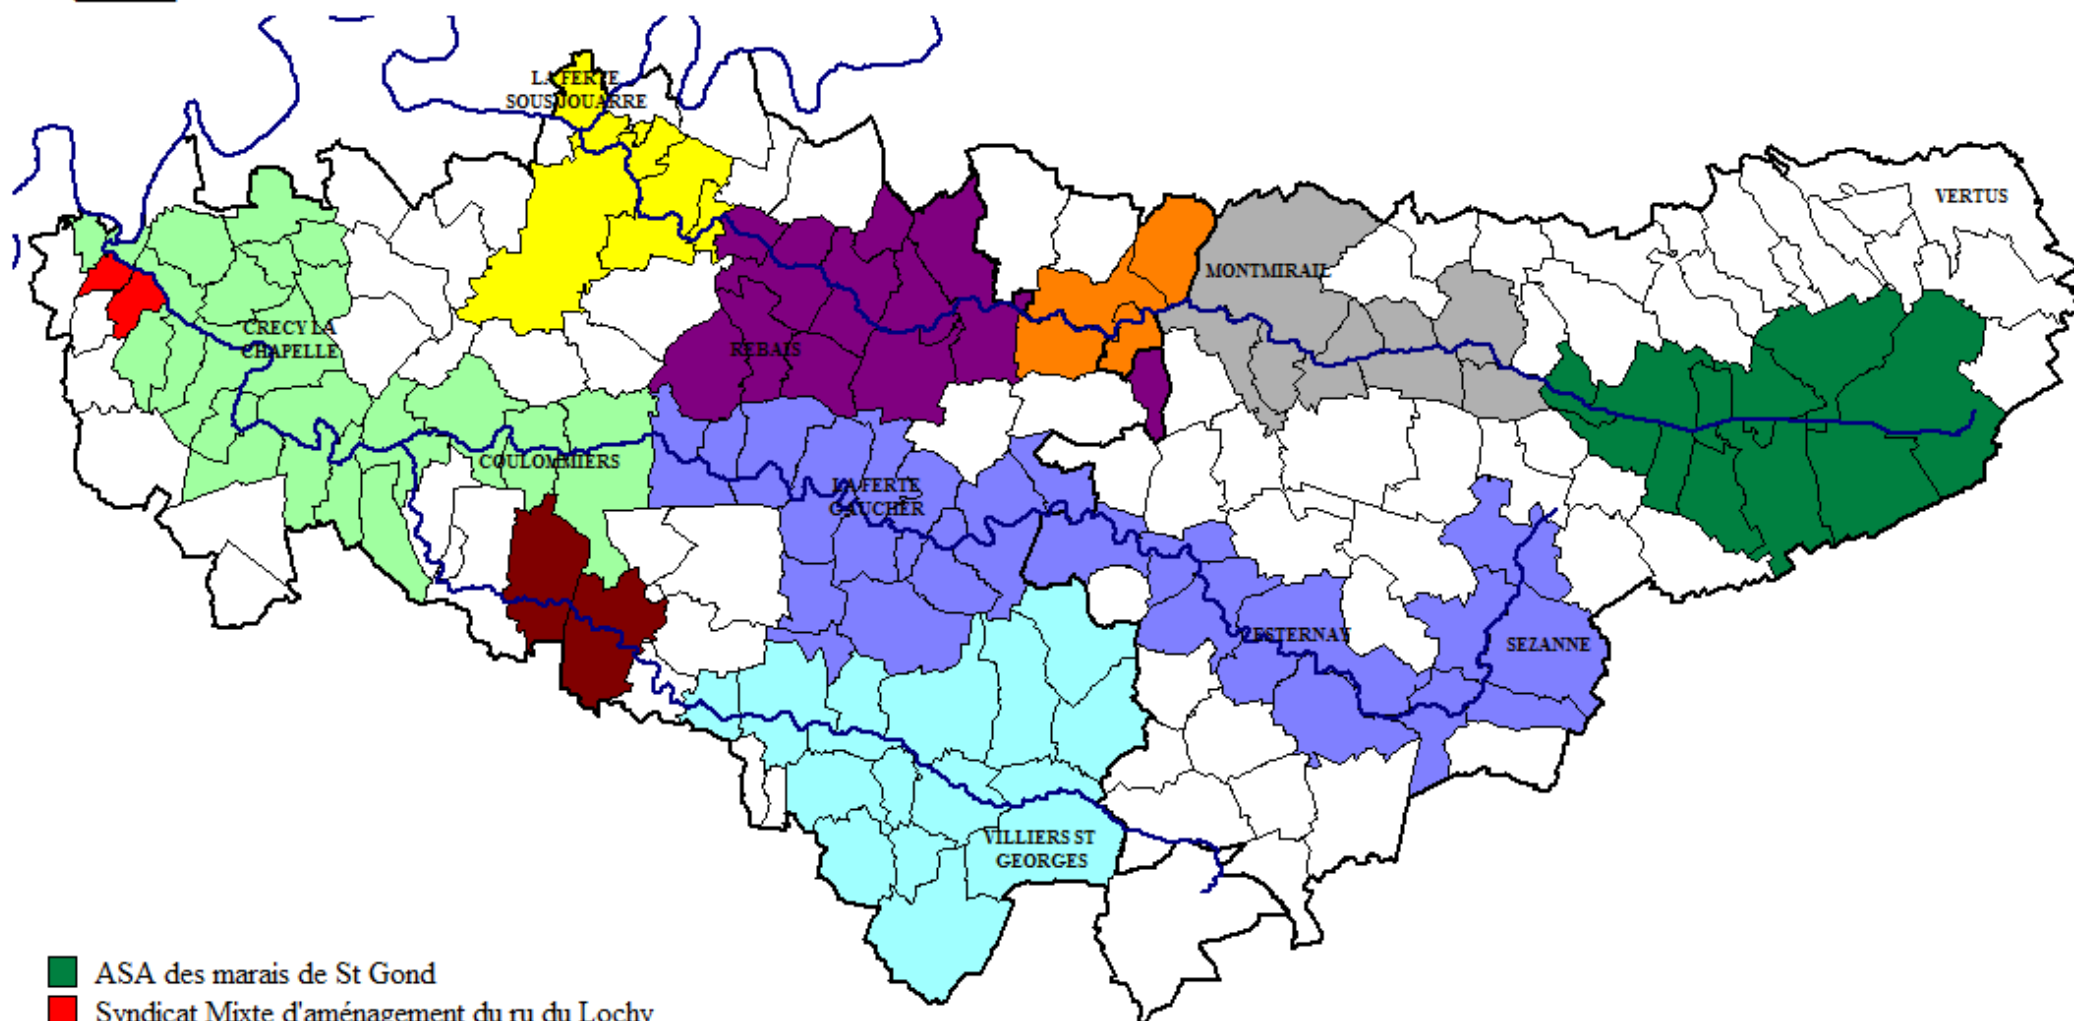 LA FERTE
SOUS JOUARRE
VERTUS
MONTMIRAIL
CRECY LA
CHAPELLE
REBAIS
COULOMMIERS
LA FERTE
GAUCHER
ESTERNAY
SEZANNE
VILLIERS ST
GEORGES
ASA des marais de St Gond
Syndicat Mixte d'aménagement du ru du Lochy